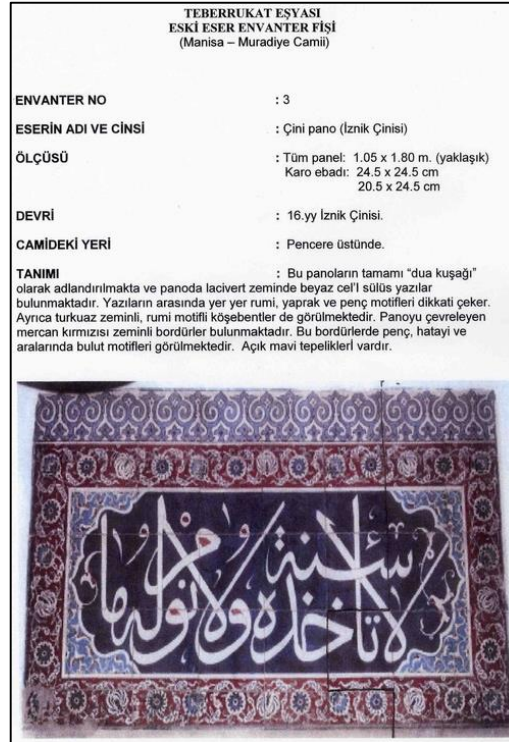 TEBERRUKAT EŞYASI
ESKİ ESER ENVANTER FİŞİ
(Manisa – Muradiye Camii)
ENVANTER NO : 3
ESERİN ADI VE CİNSİ : Çini pano (İznik Çinisi)
ÖLÇÜSÜ : Tüm panel: 1.05 x 1.80 m. (yaklaşık)
Karo ebadı: 24.5 x 24.5 cm
20.5 x 24.5 cm
DEVRİ : 16.yy İznik Çinisi.
CAMİDEKİ YERİ : Pencere üstünde.
TANIMI : Bu panoların tamamı “dua kuşağı”
olarak adlandırılmakta ve panoda lacivert zeminde beyaz cel’I sülüs yazılar
bulunmaktadır. Yazıların arasında yer yer rumi, yaprak ve penç motifleri dikkati çeker.
Ayrıca turkuaz zeminli, rumi motifli köşebentler de görülmektedir. Panoyu çevreleyen
mercan kırmızısı zeminli bordürler bulunmaktadır. Bu bordürlerde penç, hatayi ve
aralarında bulut motifleri görülmektedir. Açık mavi tepeliklerI vardır.
لا تأخذه سنة ولا نوم له ما